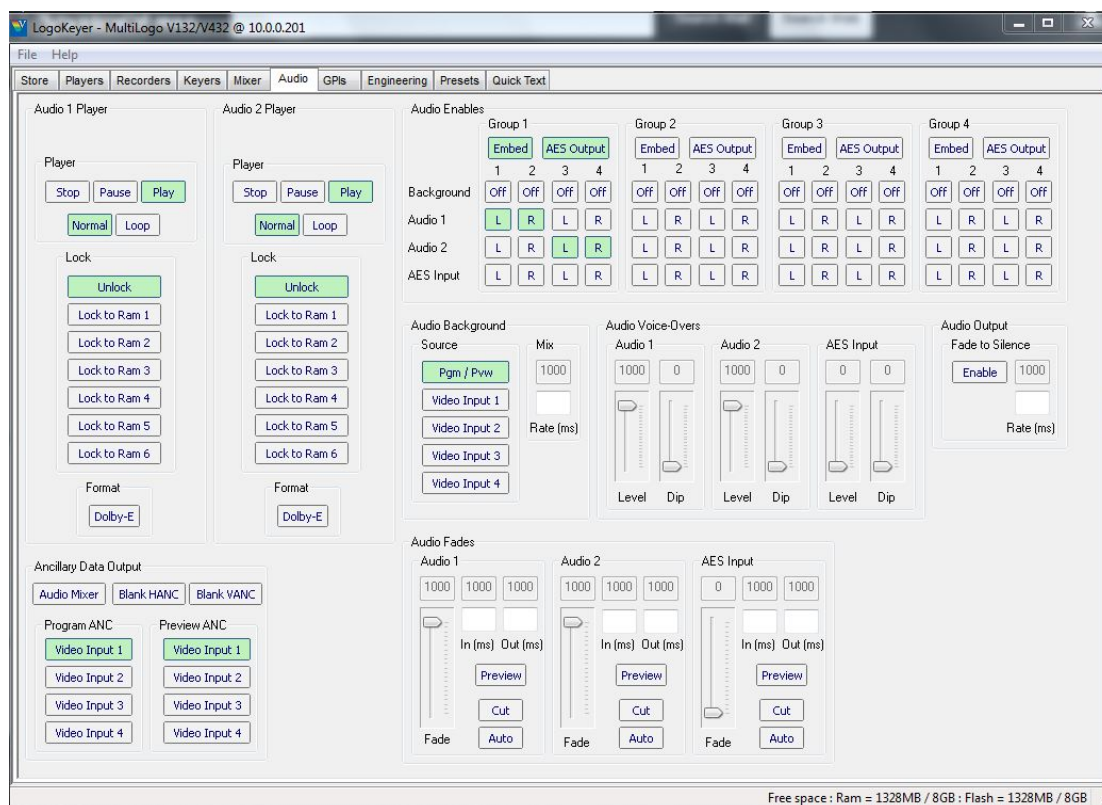 LogoKeyer - MultiLogo V132/V432 @ 10.0.0.201
File Help
Store Players Recorders Keyers Mixer Audio GPIs Engineering Presets Quick Text
Audio 1 Player
Player
Stop Pause Play
Normal Loop
Lock
Unlock
Lock to Ram 1
Lock to Ram 2
Lock to Ram 3
Lock to Ram 4
Lock to Ram 5
Lock to Ram 6
Format
Dolby-E
Audio 2 Player
Player
Stop Pause Play
Normal Loop
Lock
Unlock
Lock to Ram 1
Lock to Ram 2
Lock to Ram 3
Lock to Ram 4
Lock to Ram 5
Lock to Ram 6
Format
Dolby-E
Audio Enables
Group 1 Group 2 Group 3 Group 4
Embed AES Output Embed AES Output Embed AES Output Embed AES Output
1 2 3 4 1 2 3 4 1 2 3 4 1 2 3 4
Background Off Off Off Off Off Off Off Off Off Off Off Off Off Off Off Off
Audio 1 L R L R L R L R L R L R L R L R
Audio 2 L R L R L R L R L R L R L R L R
AES Input L R L R L R L R L R L R L R L R
Audio Background
Source
Pgm / Pvw
Video Input 1
Video Input 2
Video Input 3
Video Input 4
Mix
1000
Rate (ms)
Audio Voice-Overs
Audio 1 Audio 2 AES Input
1000 0 1000 0 0 0
Level Dip Level Dip Level Dip
Audio Output
Fade to Silence
Enable 1000
Rate (ms)
Ancillary Data Output
Audio Mixer Blank HANC Blank VANC
Program ANC
Video Input 1
Video Input 2
Video Input 3
Video Input 4
Preview ANC
Video Input 1
Video Input 2
Video Input 3
Video Input 4
Audio Fades
Audio 1
1000 1000 1000
In (ms) Out (ms)
Preview
Cut
Fade Auto
Audio 2
1000 1000 1000
In (ms) Out (ms)
Preview
Cut
Fade Auto
AES Input
0 1000 1000
In (ms) Out (ms)
Preview
Cut
Fade Auto
Free space : Ram = 1328MB / 8GB : Flash = 1328MB / 8GB